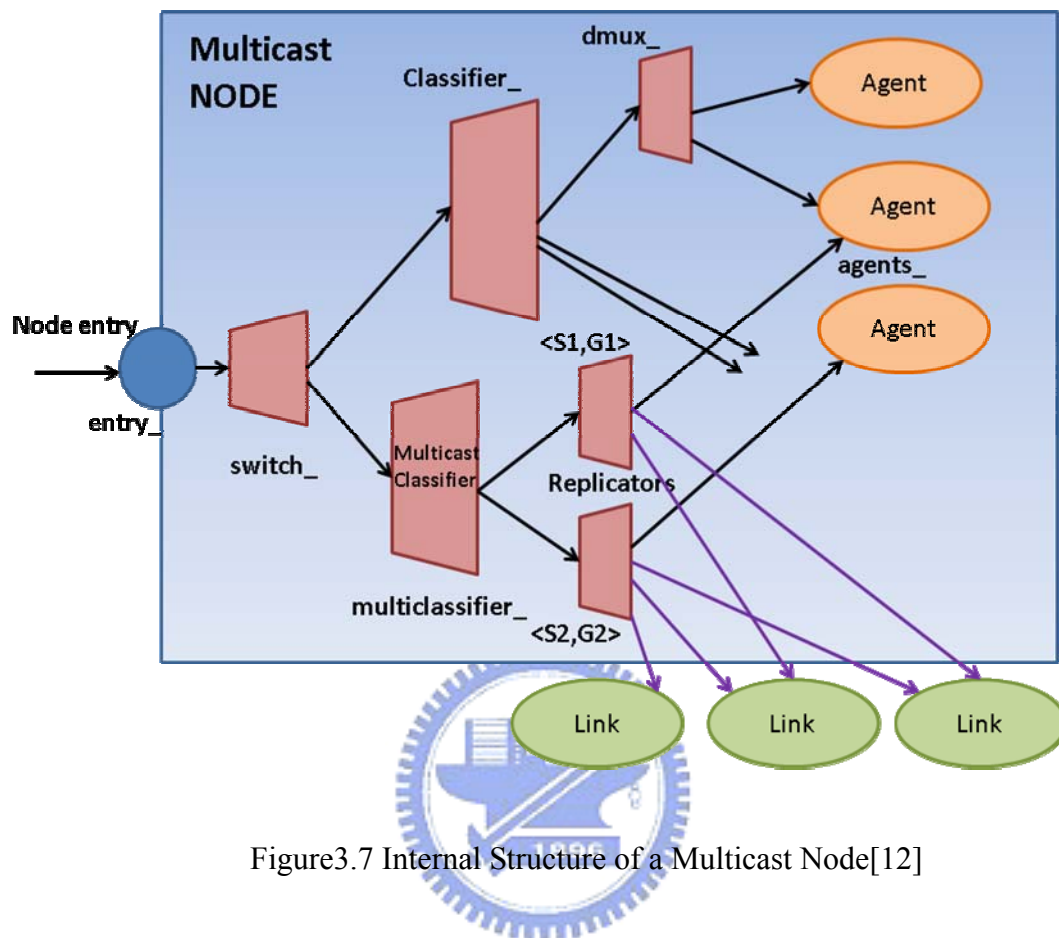 Multicast
NODE
dmux_
Classifier_
Agent
Agent
agents_
Agent
Node entry
entry_
switch_
<S1,G1>
Multicast
Classifier
Replicators
multiclassifier_
<S2,G2>
Link
Link
Link
1896
Figure3.7 Internal Structure of a Multicast Node[12]